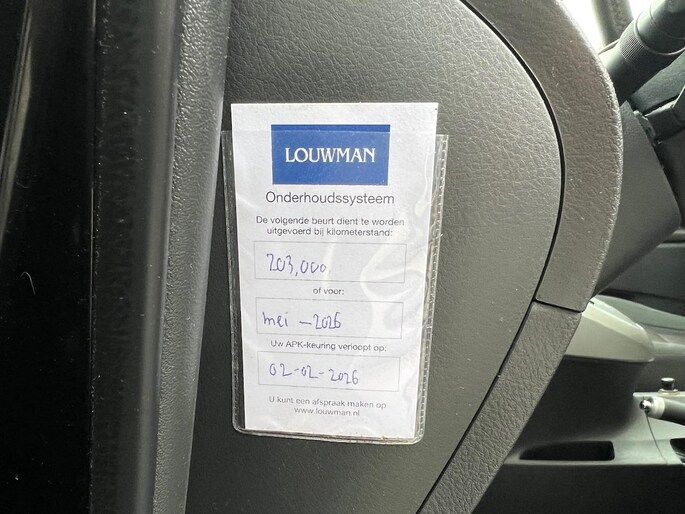 LOUWMAN
Onderhoudssysteem
De volgende beurt dient te worden
uitgevoerd bij kilometerstand:
203,000
of voor:
mei - 2026
Uw APK-keuring verloopt op:
02-02-2026
U kunt een afspraak maken op
www.louwman.nl